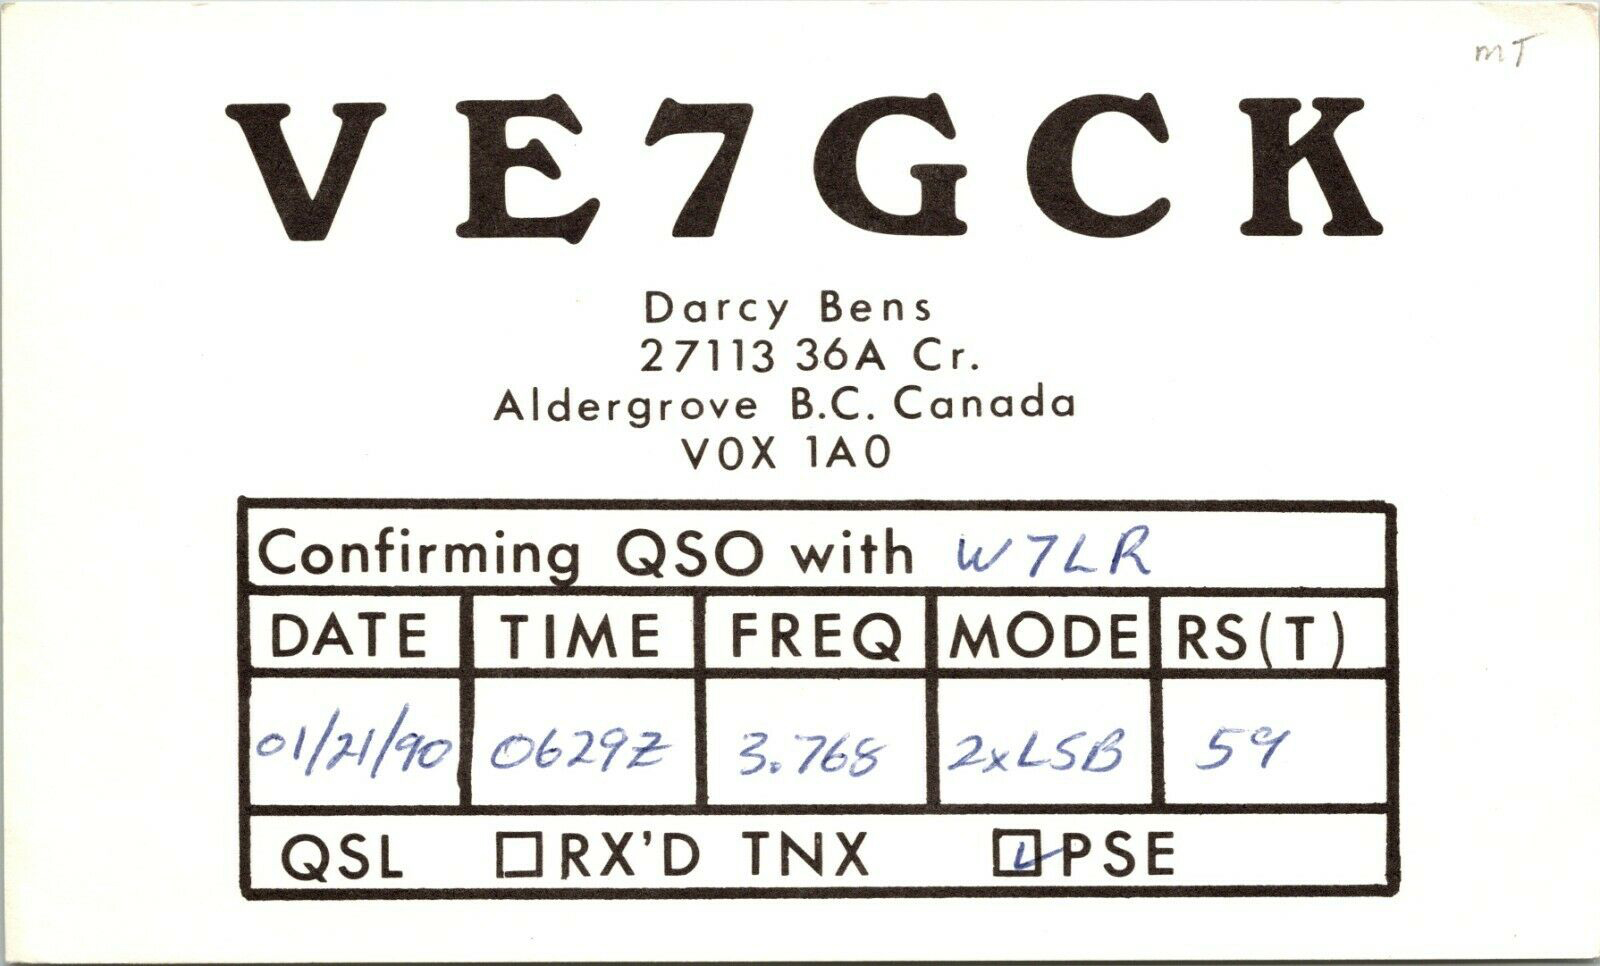 mT
VE7GCK
Darcy Bens
27113 36A Cr.
Aldergrove B.C. Canada
V0X 1A0
Confirming QSO with W7LR
DATE TIME FREQ MODE RS(T)
01/21/90 0629Z 3.768 2xLSB 59
QSL RX'D TNX PSE